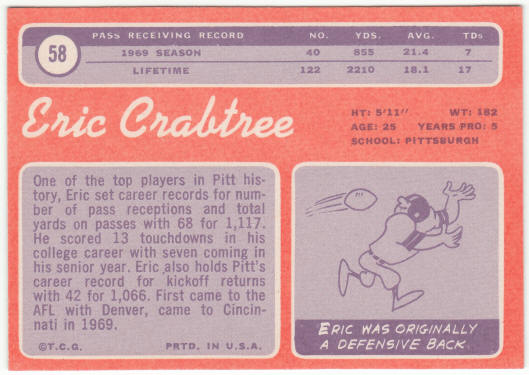 58
PASS RECEIVING RECORD NO. YDS. AVG. TDs
1969 SEASON 40 855 21.4 7
LIFETIME 122 2210 18.1 17
Eric Crabtree
HT: 5'11" WT: 182
AGE: 25 YEARS PRO: 5
SCHOOL: PITTSBURGH
One of the top players in Pitt his-
tory, Eric set career records for num-
ber of pass receptions and total
yards on passes with 68 for 1,117.
He scored 13 touchdowns in his
college career with seven coming in
his senior year. Eric also holds Pitt's
career record for kickoff returns
with 42 for 1,066. First came to the
AFL with Denver, came to Cincin-
nati in 1969.
©T.C.G. PRTD. IN U.S.A.
ERIC WAS ORIGINALLY
A DEFENSIVE BACK.